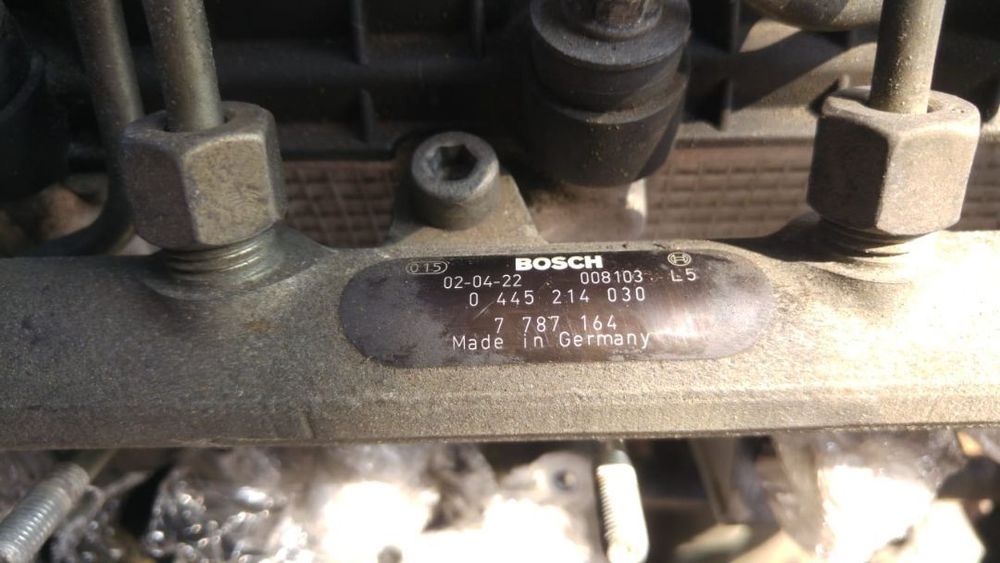 015 BOSCH
02-04-22 008103 L5
0 445 214 030
7 787 164
Made in Germany